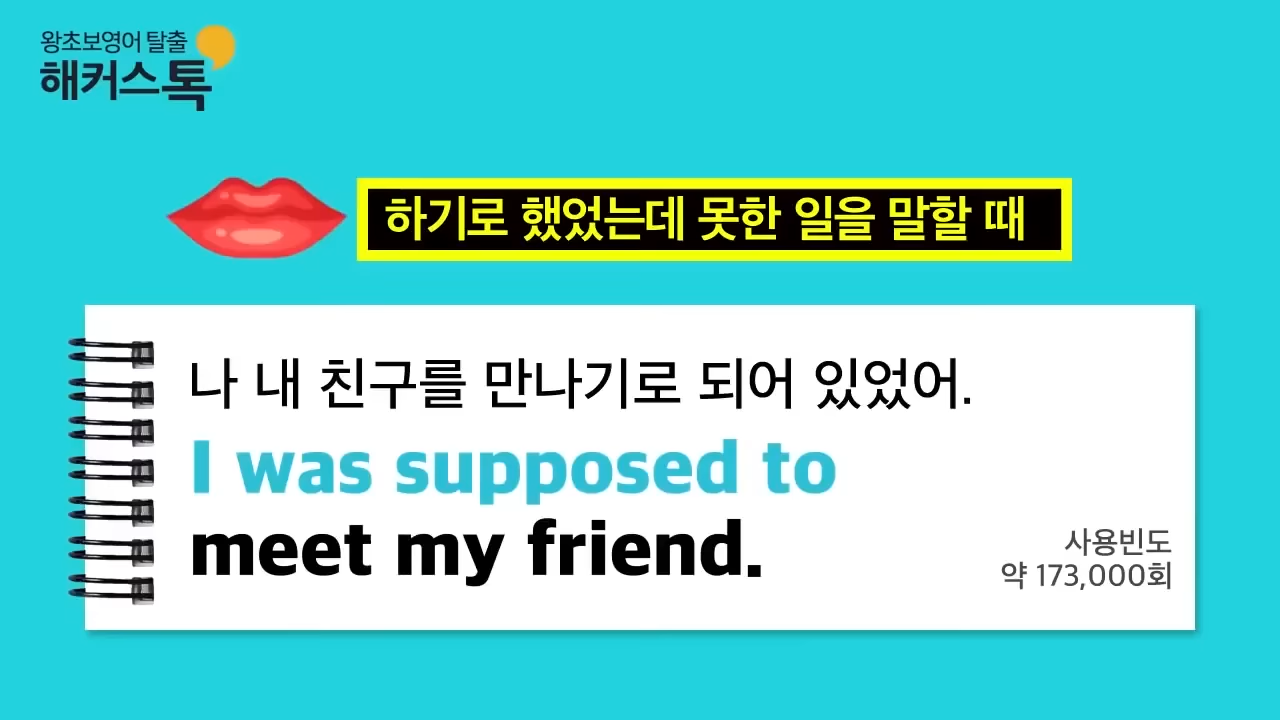 왕초보영어 탈출
해커스톡
하기로 했었는데 못한 일을 말할 때
나 내 친구를 만나기로 되어 있었어.
I was supposed to
meet my friend.
사용빈도
약 173,000회